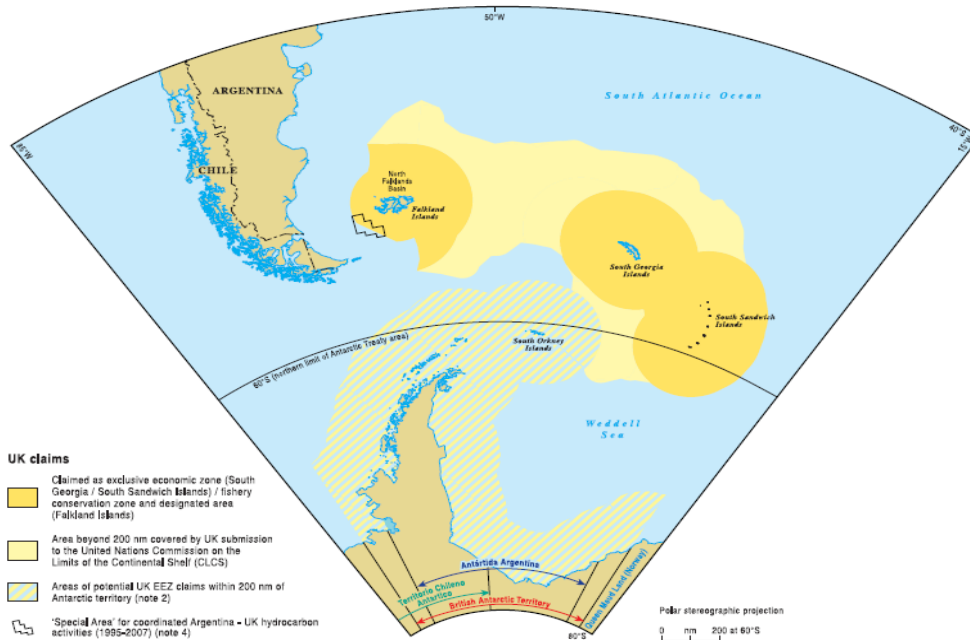 50°W
South Atlantic Ocean
ARGENTINA
40°S
15°W
85°W
CHILE
North
Falklands
Basin
Falkland
Islands
South Georgia
Islands
South Sandwich
Islands
60°S (northern limit of Antarctic Treaty area)
South Orkney
Islands
Weddell
Sea
UK claims
Claimed as exclusive economic zone (South
Georgia / South Sandwich Islands) / fishery
conservation zone and designated area
(Falkland Islands)
Area beyond 200 nm covered by UK submission
to the United Nations Commission on the
Limits of the Continental Shelf (CLCS)
Areas of potential UK EEZ claims within 200 nm of
Antarctic territory (note 2)
'Special Area' for coordinated Argentina – UK hydrocarbon
activities (1995–2007) (note 4)
Antártida Argentina
Territorio Chileno
Antártico
British Antarctic Territory
Queen Maud Land (Norway)
80°S
Polar stereographic projection
0 nm 200 at 60°S